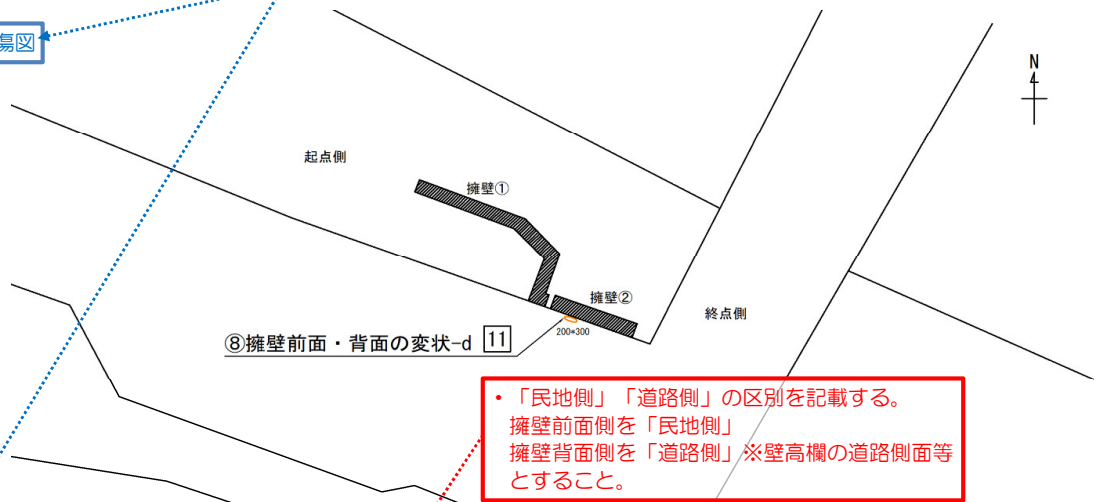 傷図
N
起点側
擁壁①
擁壁②
終点側
200*300
⑧擁壁前面・背面の変状-d 11
・「民地側」「道路側」の区別を記載する。
擁壁前面側を「民地側」
擁壁背面側を「道路側」※壁高欄の道路側面等
とすること。